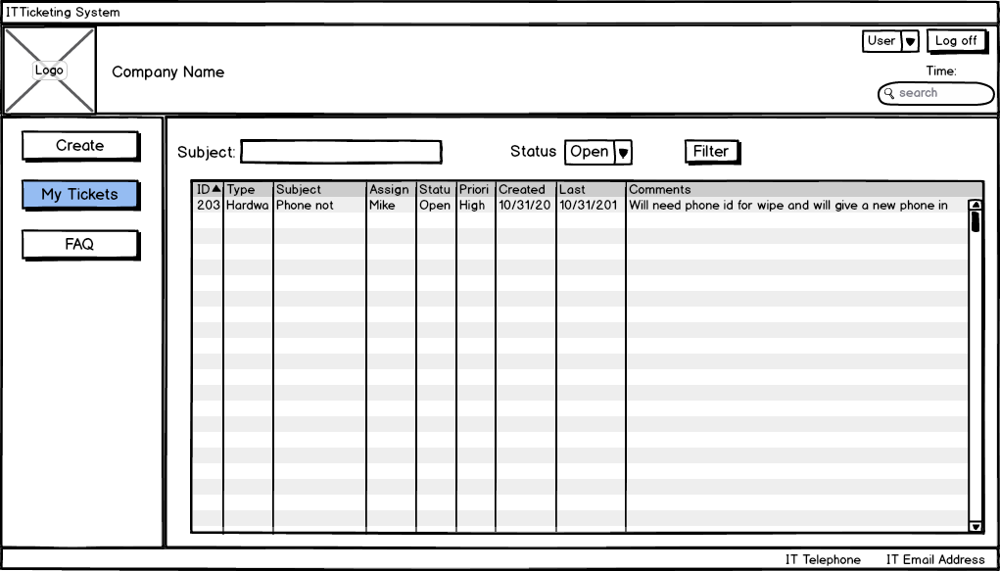 IT Ticketing System
Logo
Company Name
User
Log off
Time:
search
Create
My Tickets
FAQ
Subject:
Status
Open
Filter
ID Type Subject Assign Statu Priori Created Last Comments
203 Hardwa Phone not Mike Open High 10/31/20 10/31/201 Will need phone id for wipe and will give a new phone in
IT Telephone IT Email Address